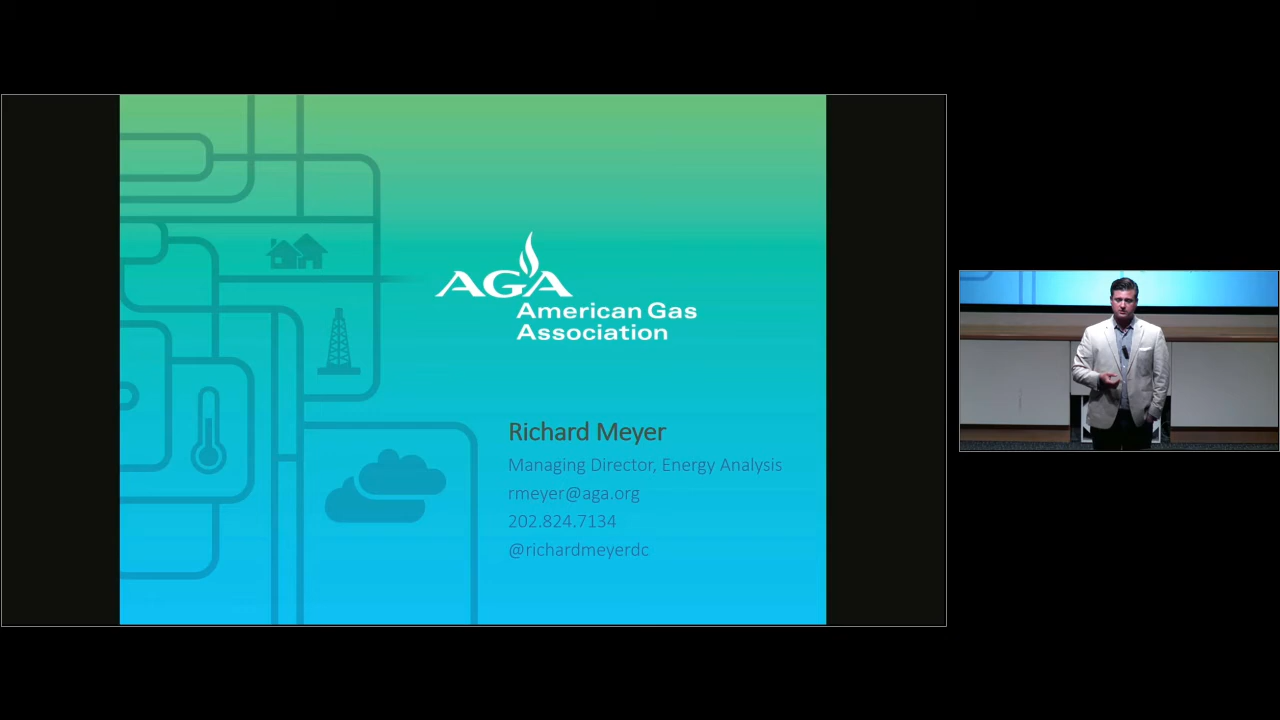 AGA
American Gas
Association
Richard Meyer
Managing Director, Energy Analysis
rmeyer@aga.org
202.824.7134
@richardmeyerdc